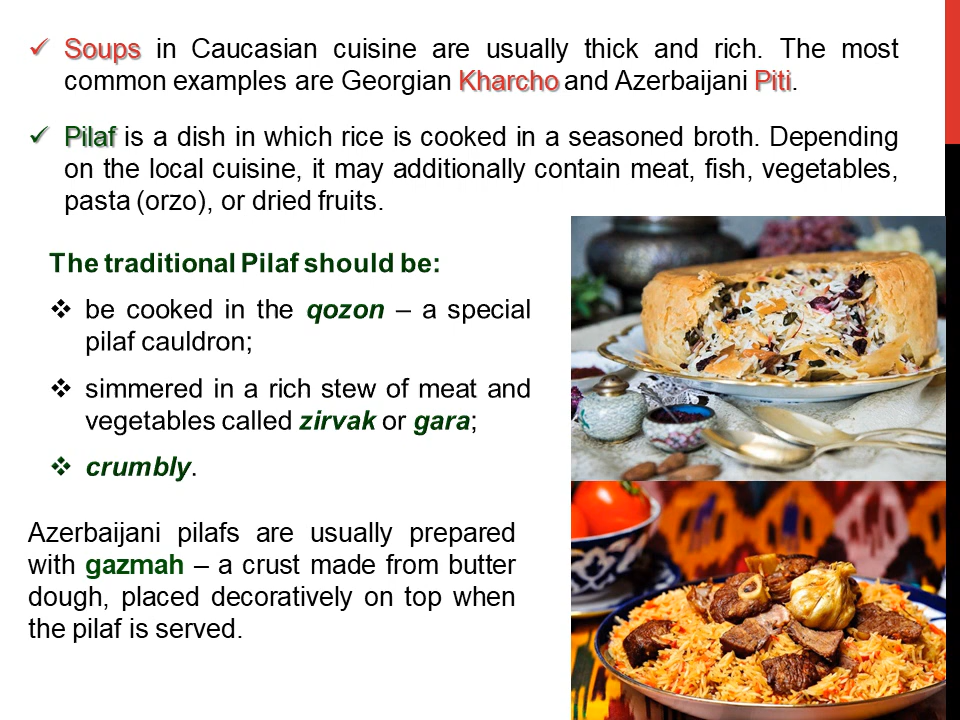 ✓ Soups in Caucasian cuisine are usually thick and rich. The most
common examples are Georgian Kharcho and Azerbaijani Piti.
✓ Pilaf is a dish in which rice is cooked in a seasoned broth. Depending
on the local cuisine, it may additionally contain meat, fish, vegetables,
pasta (orzo), or dried fruits.
The traditional Pilaf should be:
❖ be cooked in the qozon – a special
pilaf cauldron;
❖ simmered in a rich stew of meat and
vegetables called zirvak or gara;
❖ crumbly.
Azerbaijani pilafs are usually prepared
with gazmah – a crust made from butter
dough, placed decoratively on top when
the pilaf is served.